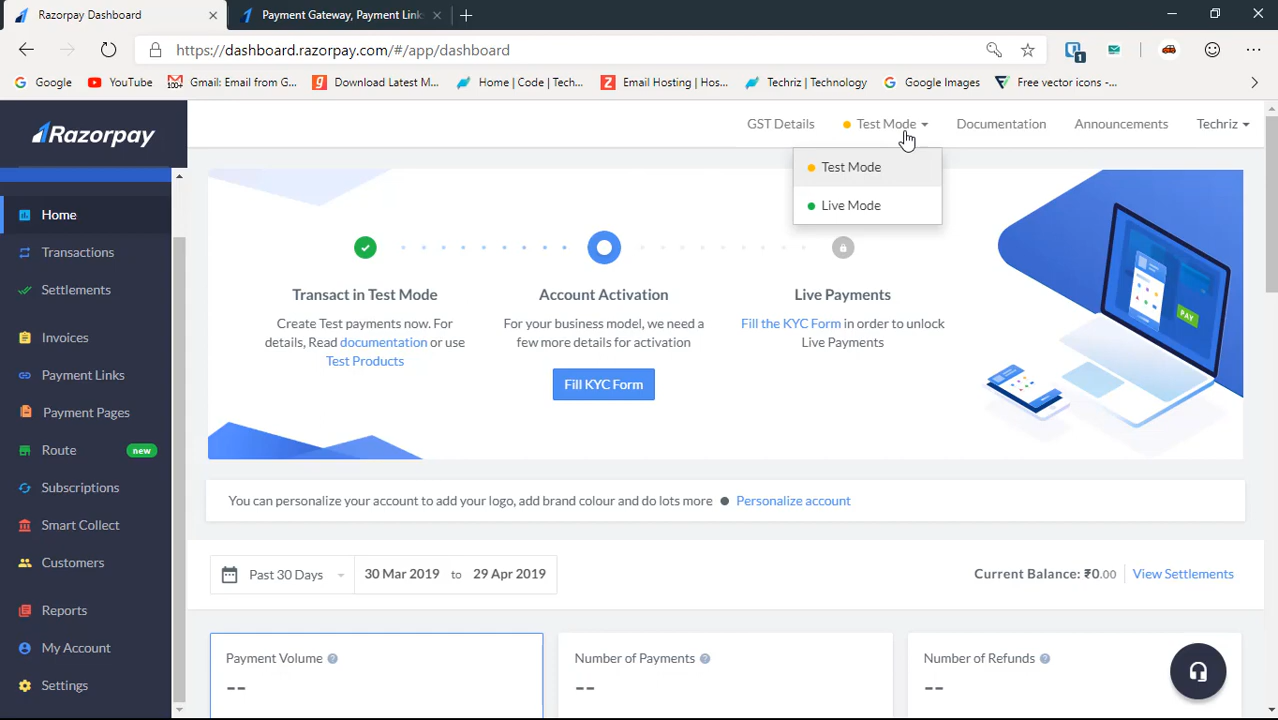 Razorpay Dashboard
Payment Gateway, Payment Link
https://dashboard.razorpay.com/#/app/dashboard
1
Google
YouTube
100+
Gmail: Email from G...
Download Latest M...
Home | Code | Tech...
Email Hosting | Hos...
Techriz | Technology
Google Images
Free vector icons -...
Razorpay
GST Details
Test Mode
Documentation
Announcements
Techriz
Test Mode
Live Mode
Home
Transactions
Settlements
Invoices
Payment Links
Payment Pages
Route
new
Subscriptions
Smart Collect
Customers
Reports
My Account
Settings
Transact in Test Mode
Create Test payments now. For
details, Read documentation or use
Test Products
Account Activation
For your business model, we need a
few more details for activation
Fill KYC Form
Live Payments
Fill the KYC Form in order to unlock
Live Payments
PAY
You can personalize your account to add your logo, add brand colour and do lots more
Personalize account
Past 30 Days
30 Mar 2019 to 29 Apr 2019
Current Balance: ₹0.00
View Settlements
Payment Volume ?
--
Number of Payments ?
--
Number of Refunds ?
--